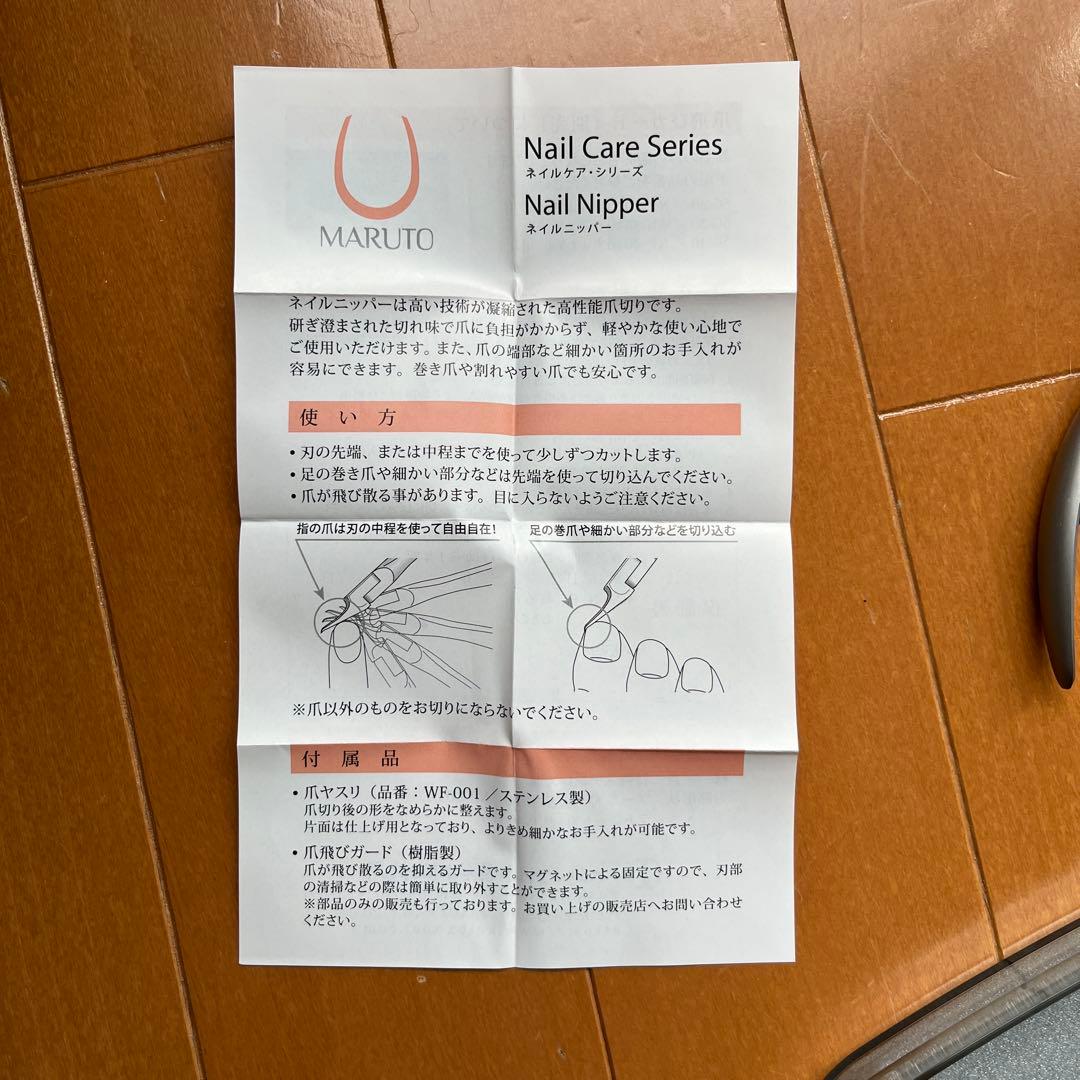 MARUTO
Nail Care Series
ネイルケア・シリーズ
Nail Nipper
ネイルニッパー
ネイルニッパーは高い技術が凝縮された高性能爪切りです。
研ぎ澄まされた切れ味で爪に負担がかからず、軽やかな使い心地で
ご使用いただけます。また、爪の端部など細かい箇所のお手入れが
容易にできます。巻き爪や割れやすい爪でも安心です。
使い方
・刃の先端、または中程までを使って少しずつカットします。
・足の巻き爪や細かい部分などは先端を使って切り込んでください。
・爪が飛び散る事があります。目に入らないようご注意ください。
指の爪は刃の中程を使って自由自在!
足の巻爪や細かい部分などを切り込む
※爪以外のものをお切りにならないでください。
付属品
・爪ヤスリ（品番：WF-001／ステンレス製）
爪切り後の形をなめらかに整えます。
片面は仕上げ用となっており、よりきめ細かなお手入れが可能です。
・爪飛びガード（樹脂製）
爪が飛び散るのを抑えるガードです。マグネットによる固定ですので、刃部
の清掃などの際は簡単に取り外すことができます。
※部品のみの販売も行っております。お買い上げの販売店へお問い合わせ
ください。